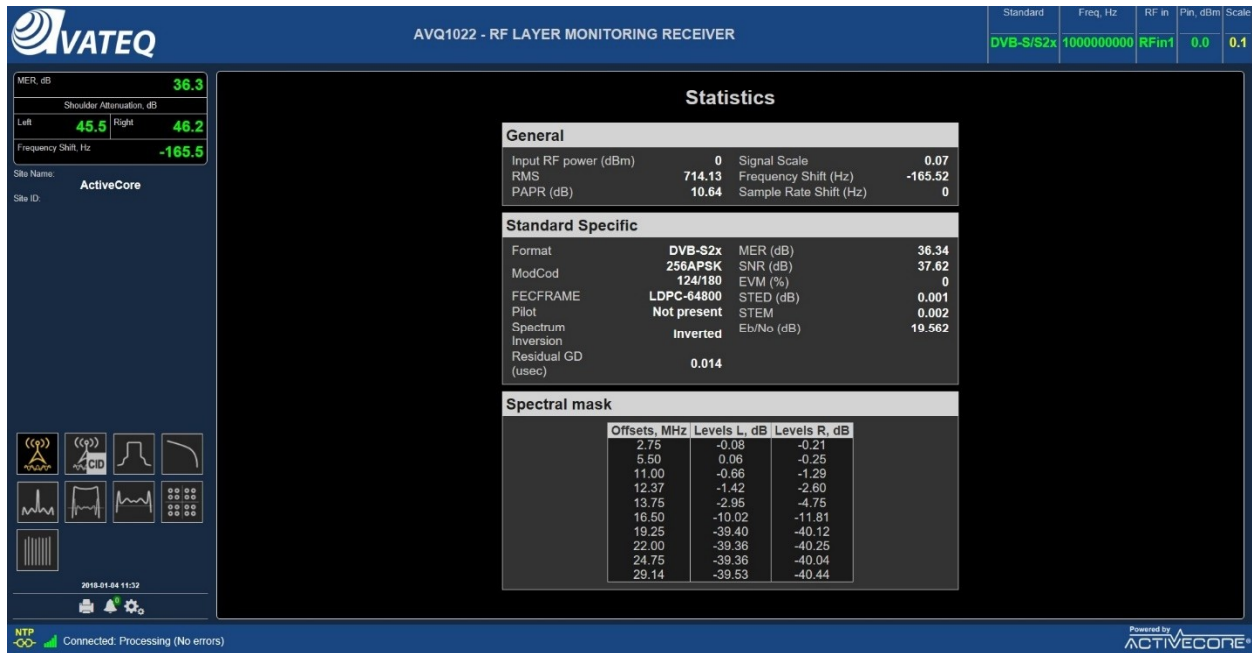 VATEQ
AVQ1022 - RF LAYER MONITORING RECEIVER
Standard Freq, Hz RF in Pin, dBm Scale
DVB-S/S2x 1000000000 RFin1 0.0 0.1
MER, dB 36.3
Shoulder Attenuation, dB
Left 45.5 Right 46.2
Frequency Shift, Hz -165.5
Site Name:
ActiveCore
Site ID:
CID
2018-01-04 11:32
0
Statistics
General
Input RF power (dBm) 0 Signal Scale 0.07
RMS 714.13 Frequency Shift (Hz) -165.52
PAPR (dB) 10.64 Sample Rate Shift (Hz) 0
Standard Specific
Format DVB-S2x MER (dB) 36.34
ModCod 256APSK SNR (dB) 37.62
124/180 EVM (%) 0
FECFRAME LDPC-64800 STED (dB) 0.001
Pilot Not present STEM 0.002
Spectrum Inverted Eb/No (dB) 19.562
Inversion
Residual GD 0.014
(usec)
Spectral mask
Offsets, MHz Levels L, dB Levels R, dB
2.75 -0.08 -0.21
5.50 0.06 -0.25
11.00 -0.66 -1.29
12.37 -1.42 -2.60
13.75 -2.95 -4.75
16.50 -10.02 -11.81
19.25 -39.40 -40.12
22.00 -39.36 -40.25
24.75 -39.36 -40.04
29.14 -39.53 -40.44
NTP
Connected: Processing (No errors)
Powered by
ACTIVECORE®